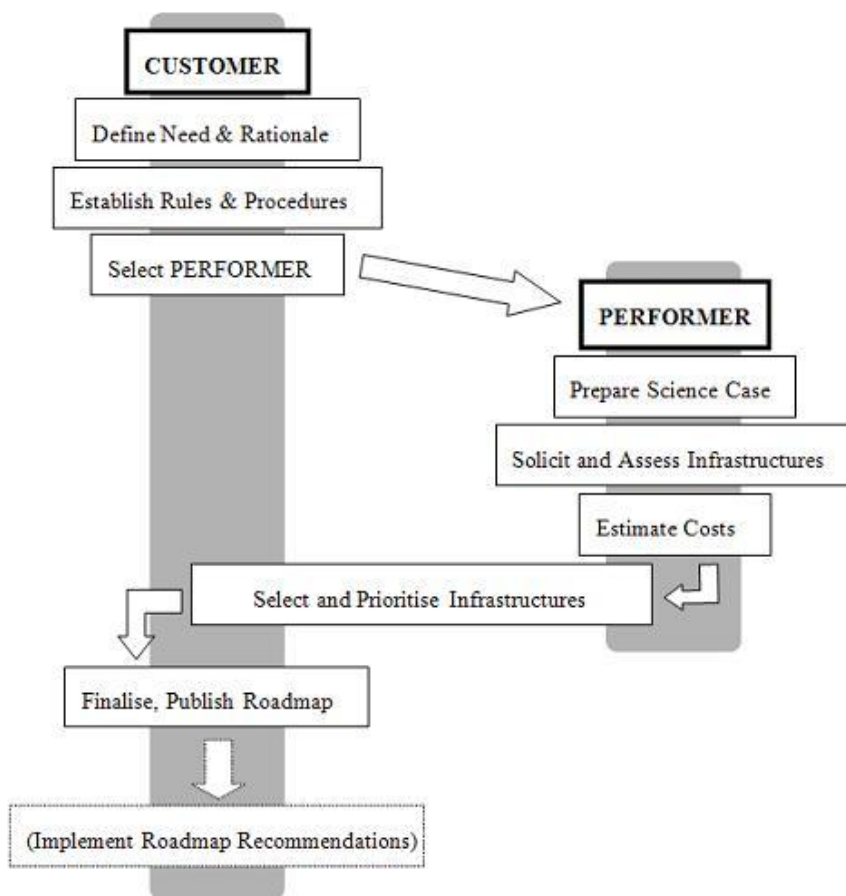 CUSTOMER
Define Need & Rationale
Establish Rules & Procedures
Select PERFORMER
PERFORMER
Prepare Science Case
Solicit and Assess Infrastructures
Estimate Costs
Select and Prioritise Infrastructures
Finalise, Publish Roadmap
(Implement Roadmap Recommendations)